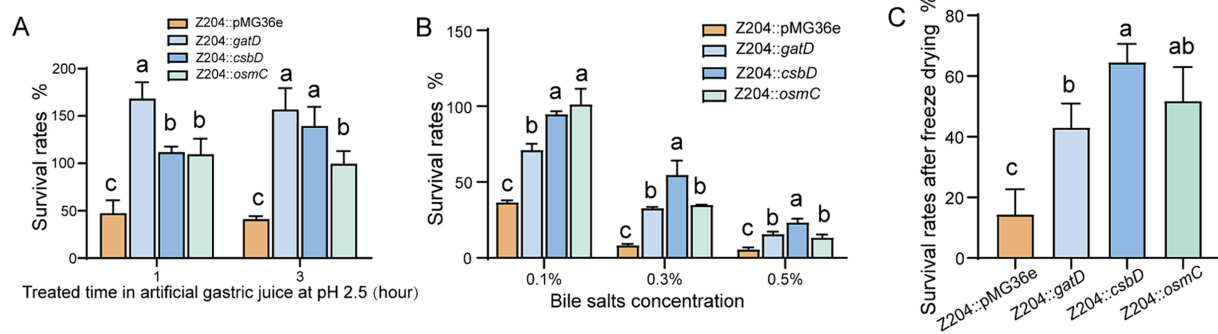 A
Z204::pMG36e
Z204::gatD
Z204::csbD
Z204::osmC
Survival rates %
200
150
100
50
0
c
a
b
b
c
a
a
b
1
3
Treated time in artificial gastric juice at pH 2.5 (hour)
B
Z204::pMG36e
Z204::gatD
Z204::csbD
Z204::osmC
Survival rates %
150
100
50
0
c
b
a
a
c
b
a
b
c
b
a
b
0.1%
0.3%
0.5%
Bile salts concentration
C
Survival rates after freeze drying %
80
60
40
20
0
c
b
a
ab
Z204::pMG36e
Z204::gatD
Z204::csbD
Z204::osmC